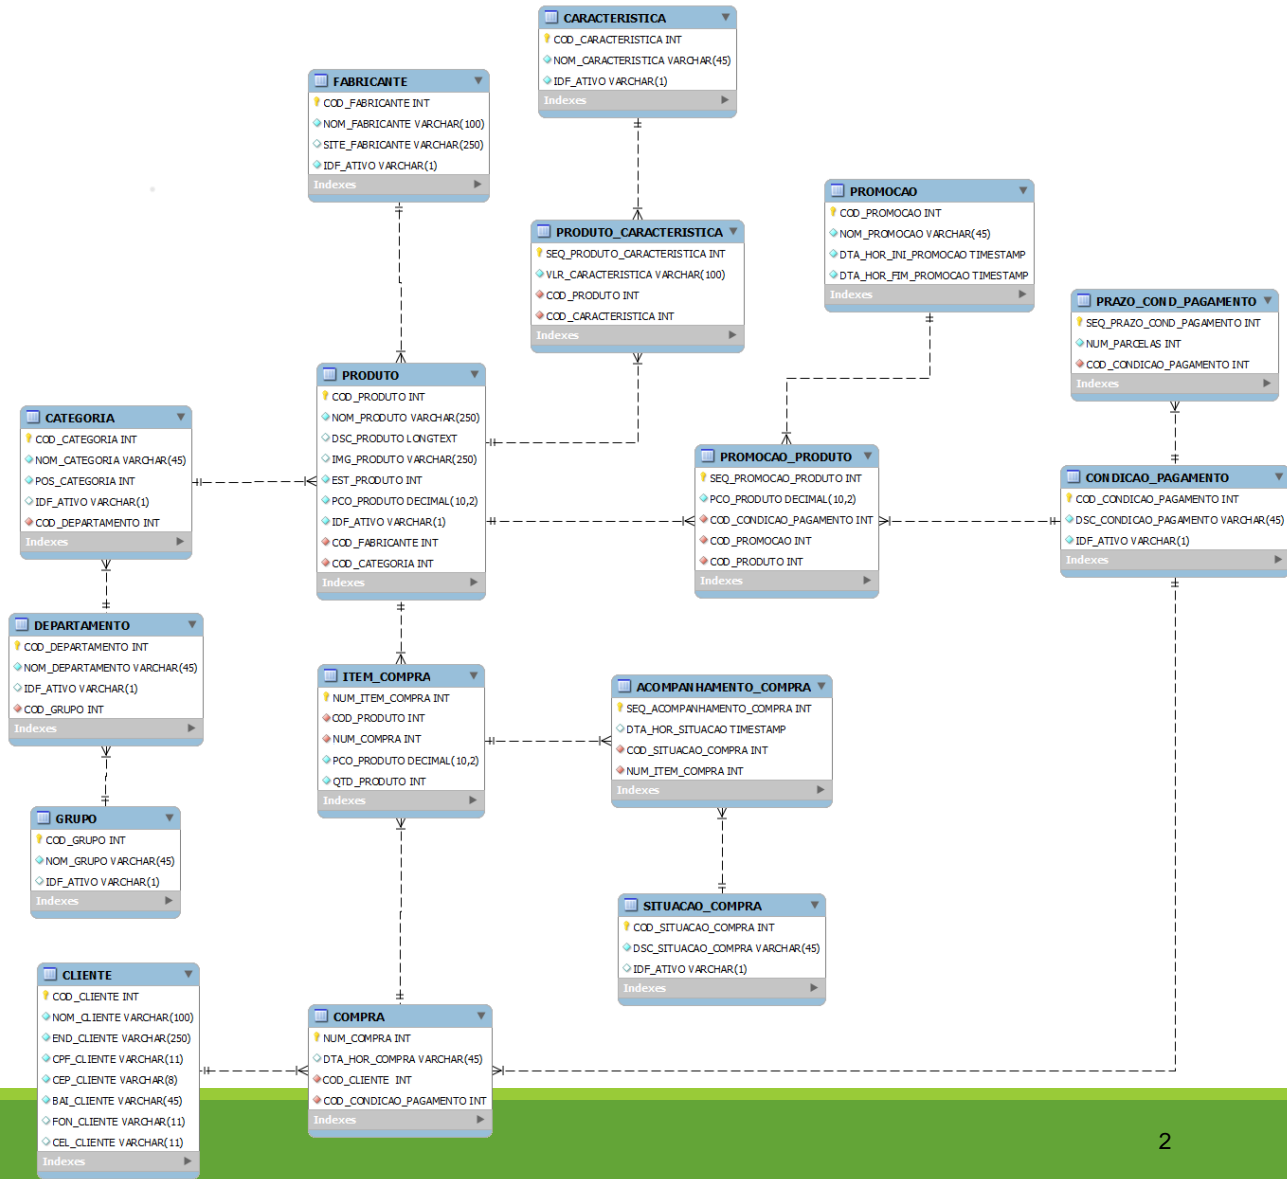 CARACTERISTICA
COD_CARACTERISTICA INT
NOM_CARACTERISTICA VARCHAR(45)
IDF_ATIVO VARCHAR(1)
Indexes
FABRICANTE
COD_FABRICANTE INT
NOM_FABRICANTE VARCHAR(100)
SITE_FABRICANTE VARCHAR(250)
IDF_ATIVO VARCHAR(1)
Indexes
PROMOCAO
COD_PROMOCAO INT
NOM_PROMOCAO VARCHAR(45)
DTA_HOR_INI_PROMOCAO TIMESTAMP
DTA_HOR_FIM_PROMOCAO TIMESTAMP
Indexes
PRODUTO_CARACTERISTICA
SEQ_PRODUTO_CARACTERISTICA INT
VLR_CARACTERISTICA VARCHAR(100)
COD_PRODUTO INT
COD_CARACTERISTICA INT
Indexes
PRAZO_COND_PAGAMENTO
SEQ_PRAZO_COND_PAGAMENTO INT
NUM_PARCELAS INT
COD_CONDICAO_PAGAMENTO INT
Indexes
PRODUTO
COD_PRODUTO INT
NOM_PRODUTO VARCHAR(250)
DSC_PRODUTO LONGTEXT
IMG_PRODUTO VARCHAR(250)
EST_PRODUTO INT
PCO_PRODUTO DECIMAL(10,2)
IDF_ATIVO VARCHAR(1)
COD_FABRICANTE INT
COD_CATEGORIA INT
Indexes
CATEGORIA
COD_CATEGORIA INT
NOM_CATEGORIA VARCHAR(45)
POS_CATEGORIA INT
IDF_ATIVO VARCHAR(1)
COD_DEPARTAMENTO INT
Indexes
PROMOCAO_PRODUTO
SEQ_PROMOCAO_PRODUTO INT
PCO_PRODUTO DECIMAL(10,2)
COD_CONDICAO_PAGAMENTO INT
COD_PROMOCAO INT
COD_PRODUTO INT
Indexes
CONDICAO_PAGAMENTO
COD_CONDICAO_PAGAMENTO INT
DSC_CONDICAO_PAGAMENTO VARCHAR(45)
IDF_ATIVO VARCHAR(1)
Indexes
DEPARTAMENTO
COD_DEPARTAMENTO INT
NOM_DEPARTAMENTO VARCHAR(45)
IDF_ATIVO VARCHAR(1)
COD_GRUPO INT
Indexes
ITEM_COMPRA
NUM_ITEM_COMPRA INT
COD_PRODUTO INT
NUM_COMPRA INT
PCO_PRODUTO DECIMAL(10,2)
QTD_PRODUTO INT
Indexes
ACOMPANHAMENTO_COMPRA
SEQ_ACOMPANHAMENTO_COMPRA INT
DTA_HOR_SITUACAO TIMESTAMP
COD_SITUACAO_COMPRA INT
NUM_ITEM_COMPRA INT
Indexes
GRUPO
COD_GRUPO INT
NOM_GRUPO VARCHAR(45)
IDF_ATIVO VARCHAR(1)
Indexes
SITUACAO_COMPRA
COD_SITUACAO_COMPRA INT
DSC_SITUACAO_COMPRA VARCHAR(45)
IDF_ATIVO VARCHAR(1)
Indexes
CLIENTE
COD_CLIENTE INT
NOM_CLIENTE VARCHAR(100)
END_CLIENTE VARCHAR(250)
CPF_CLIENTE VARCHAR(11)
CEP_CLIENTE VARCHAR(8)
BAI_CLIENTE VARCHAR(45)
FON_CLIENTE VARCHAR(11)
CEL_CLIENTE VARCHAR(11)
Indexes
COMPRA
NUM_COMPRA INT
DTA_HOR_COMPRA VARCHAR(45)
COD_CLIENTE INT
COD_CONDICAO_PAGAMENTO INT
Indexes
2